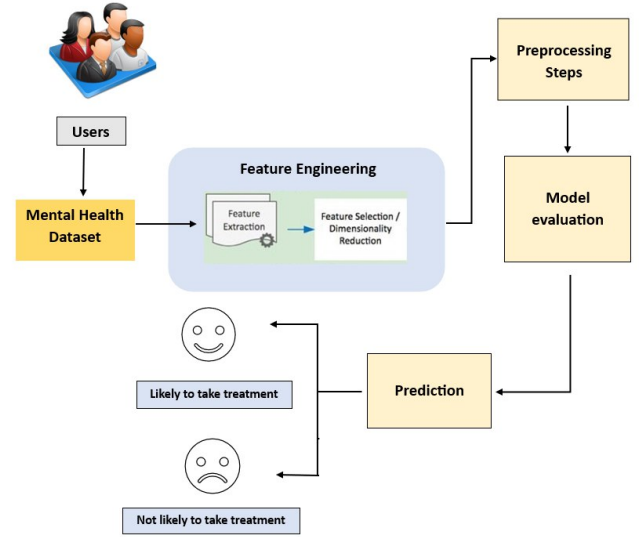 Users
Mental Health
Dataset
Feature Engineering
Feature
Extraction
Feature Selection /
Dimensionality
Reduction
Preprocessing
Steps
Model
evaluation
Prediction
Likely to take treatment
Not likely to take treatment